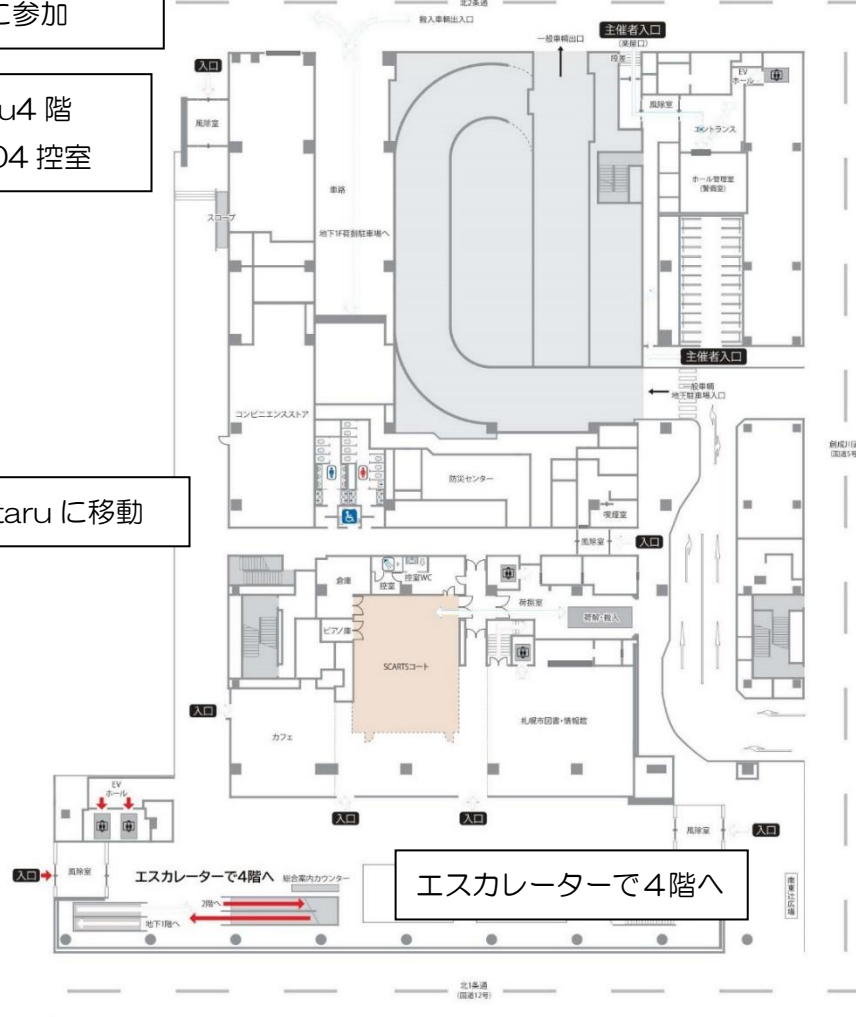 に参加
北2条通
搬入車輌出入口
一般車輌出口
主催者入口
(楽屋口)
段差
入口
EV
ホール
風除室
風除室
エントランス
u4 階
04 控室
ホール管理室
(警備室)
車路
スロープ
地下1F荷捌駐車場へ
主催者入口
一般車輌
地下駐車場入口
コンビニエンスストア
創成川通
(国道5号
防災センター
taru に移動
喫煙室
風除室
入口
倉庫
控室
控室WC
荷捌室
荷解・搬入
ピアノ庫
SCARTSコート
入口
カフェ
札幌市図書・情報館
EV
ホール
入口
入口
風除室
入口
入口
風除室
エスカレーターで4階へ
総合案内カウンター
エスカレーターで4階へ
2階へ
地下1階へ
南東辻広場
北1条通
(国道12号)